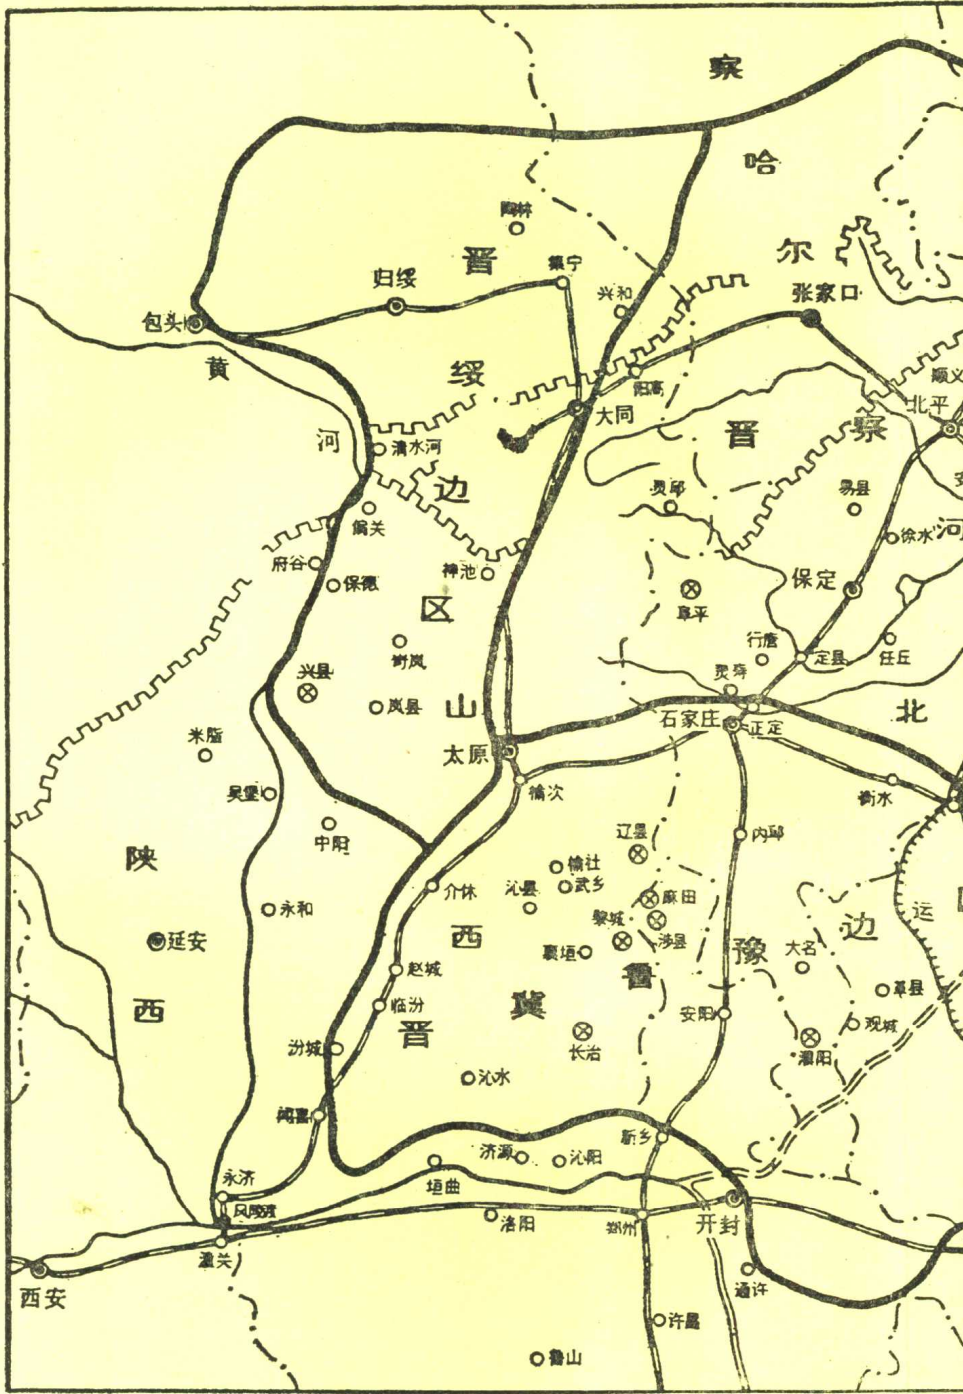 察
哈
尔
陶林
晋
集宁
归绥
兴和
张家口
包头
黄
绥
阳高
顺义
北平
大同
河
清水河
晋
察
边
灵邱
易县
安
偏关
徐水
河
府谷
神池
保德
区
保定
阜平
岢岚
行唐
定县
任丘
兴县
灵寿
岚县
山
石家庄
正定
北
米脂
太原
吴堡
榆次
衡水
中阳
辽县
内邱
陕
榆社
介休
沁县
武乡
麻田
永和
黎城
涉县
运
延安
西
襄垣
豫
边
大名
赵城
鲁
莘县
西
临汾
冀
安阳
观城
晋
汾城
长治
濮阳
沁水
闻喜
新乡
济源
沁阳
永济
垣曲
风陵渡
洛阳
郑州
开封
潼关
西安
通许
许昌
鲁山